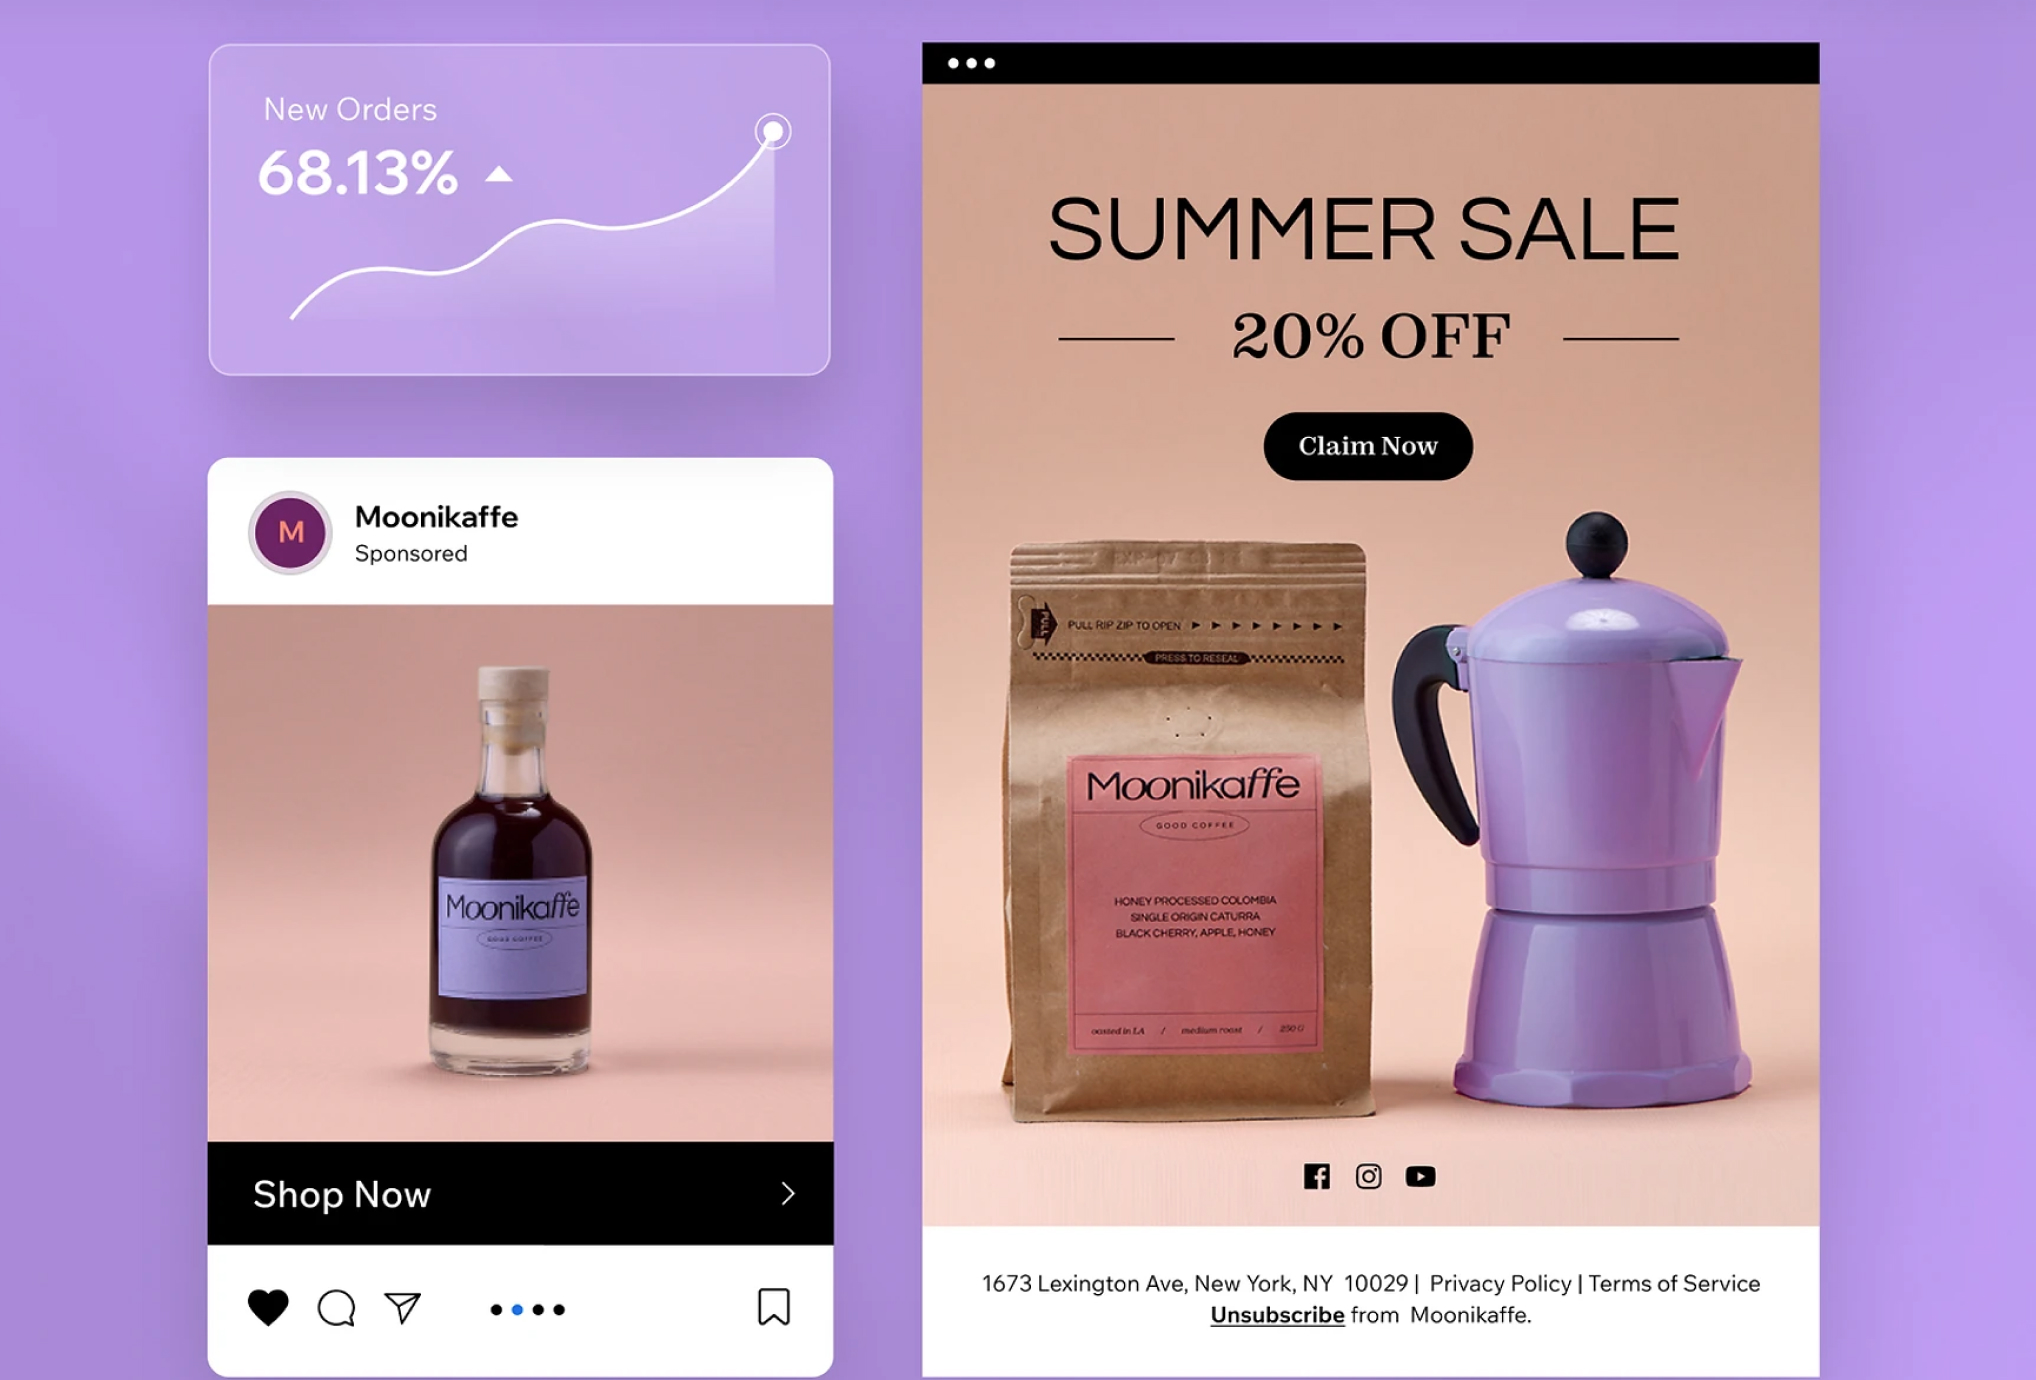 New Orders
68.13%
M
Moonikaffe
Sponsored
Moonikaffe
GOOD COFFEE
Shop Now
SUMMER SALE
20% OFF
Claim Now
PULL
PULL RIP ZIP TO OPEN
PRESS TO RESEAL
Moonikaffe
GOOD COFFEE
HONEY PROCESSED COLOMBIA
SINGLE ORIGIN CATURRA
BLACK CHERRY, APPLE, HONEY
oasted in LA / medium roast / 250 G
1673 Lexington Ave, New York, NY 10029 | Privacy Policy | Terms of Service
Unsubscribe from Moonikaffe.